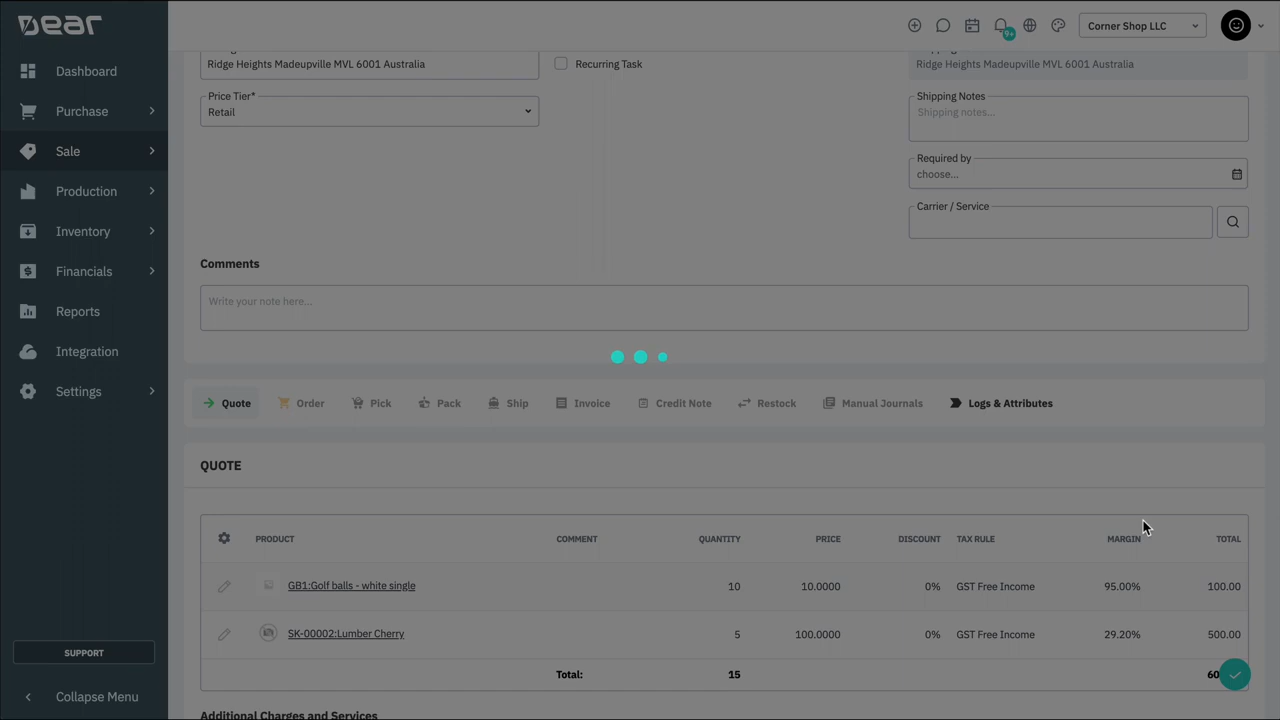 Dear
9+
Corner Shop LLC
Dashboard
Purchase
Sale
Production
Inventory
Financials
Reports
Integration
Settings
SUPPORT
Collapse Menu
Ridge Heights Madeupville MVL 6001 Australia
Recurring Task
Ridge Heights Madeupville MVL 6001 Australia
Price Tier*
Retail
Shipping Notes
Shipping notes...
Required by
choose...
Carrier / Service
Comments
Write your note here...
Quote Order Pick Pack Ship Invoice Credit Note Restock Manual Journals Logs & Attributes
QUOTE
PRODUCT COMMENT QUANTITY PRICE DISCOUNT TAX RULE MARGIN TOTAL
GB1:Golf balls - white single 10 10.0000 0% GST Free Income 95.00% 100.00
SK-00002:Lumber Cherry 5 100.0000 0% GST Free Income 29.20% 500.00
Total: 15 60
Additional Charges and Services